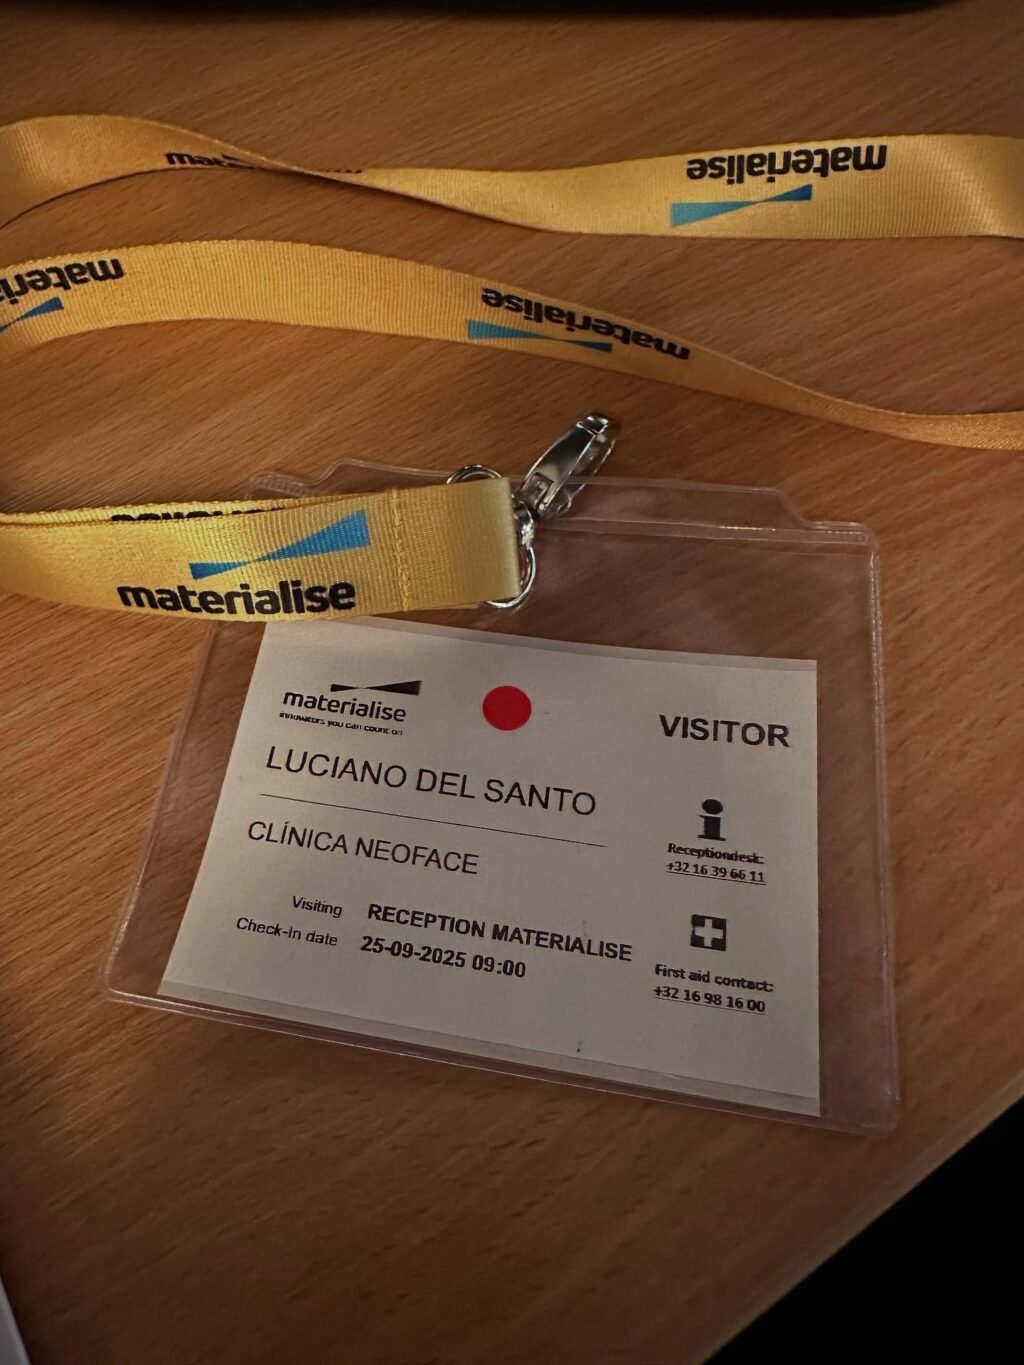 materialise
materialise
materialise
materialise
materialise
innovators you can count on
VISITOR
LUCIANO DEL SANTO
CLÍNICA NEOFACE
Visiting RECEPTION MATERIALISE
Check-in date 25-09-2025 09:00
Receptiondesk:
+32 16 39 66 11
First aid contact:
+32 16 98 16 00